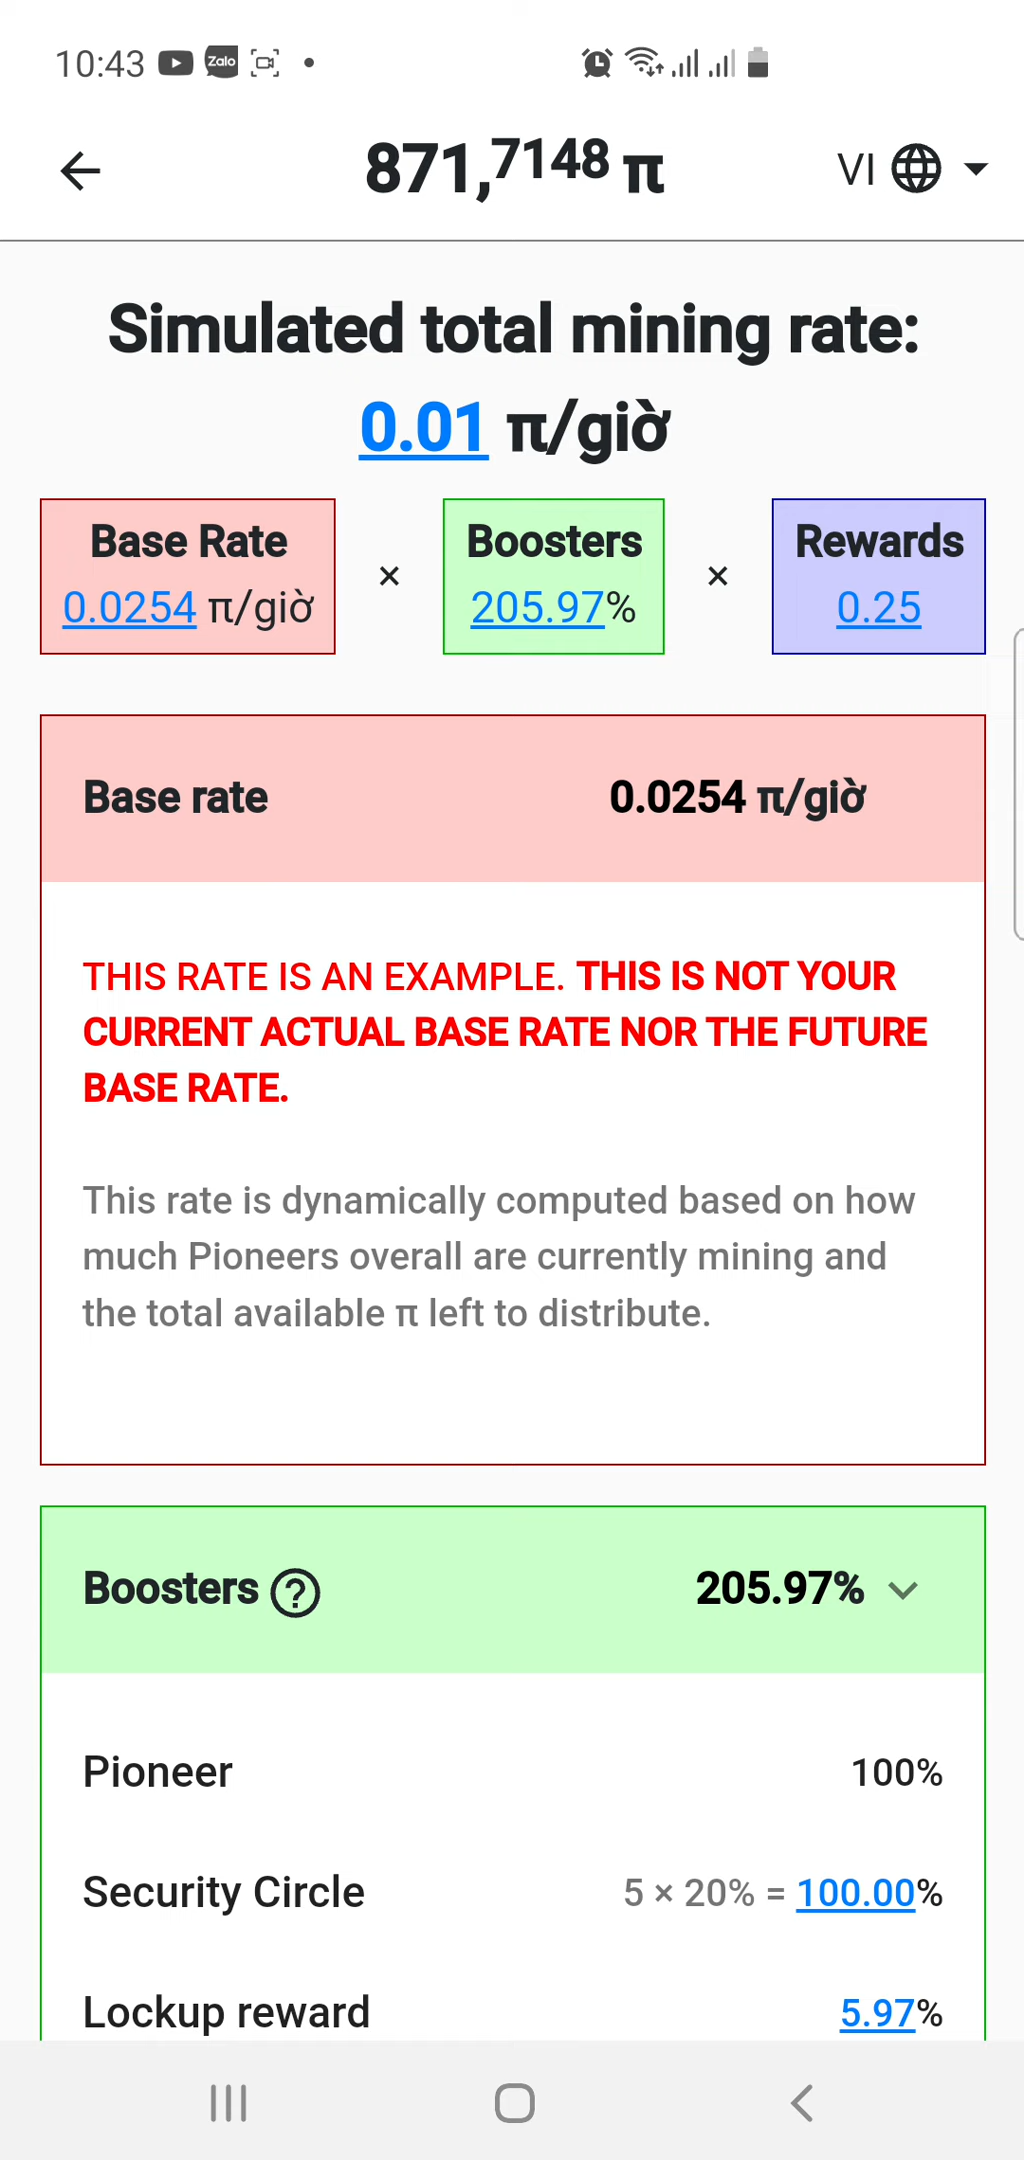 10:43 Zalo
871,7148 π VI
Simulated total mining rate:
0.01 π/giờ
Base Rate × Boosters × Rewards
0.0254 π/giờ 205.97% 0.25
Base rate 0.0254 π/giờ
THIS RATE IS AN EXAMPLE. THIS IS NOT YOUR
CURRENT ACTUAL BASE RATE NOR THE FUTURE
BASE RATE.
This rate is dynamically computed based on how
much Pioneers overall are currently mining and
the total available π left to distribute.
Boosters ? 205.97%
Pioneer 100%
Security Circle 5 × 20% = 100.00%
Lockup reward 5.97%